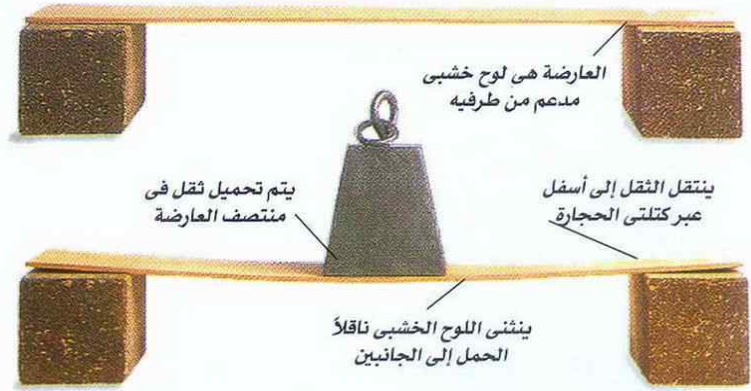 العارضة هى لوح خشبى
مدعم من طرفيه
ينتقل الثقل إلى أسفل
عبر كتلتى الحجارة
يتم تحميل ثقل فى
منتصف العارضة
ينثنى اللوح الخشبى ناقلاً
الحمل إلى الجانبين